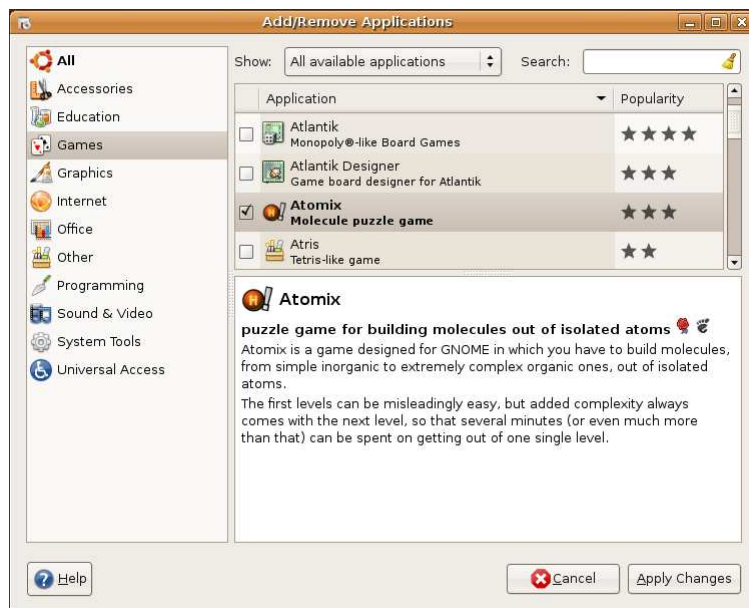 Add/Remove Applications
All
Accessories
Education
Games
Graphics
Internet
Office
Other
Programming
Sound & Video
System Tools
Universal Access
Show: All available applications Search:
Application Popularity
Atlantik
Monopoly®-like Board Games
Atlantik Designer
Game board designer for Atlantik
Atomix
Molecule puzzle game
Atris
Tetris-like game
Atomix
puzzle game for building molecules out of isolated atoms
Atomix is a game designed for GNOME in which you have to build molecules,
from simple inorganic to extremely complex organic ones, out of isolated
atoms.
The first levels can be misleadingly easy, but added complexity always
comes with the next level, so that several minutes (or even much more
than that) can be spent on getting out of one single level.
Help Cancel Apply Changes